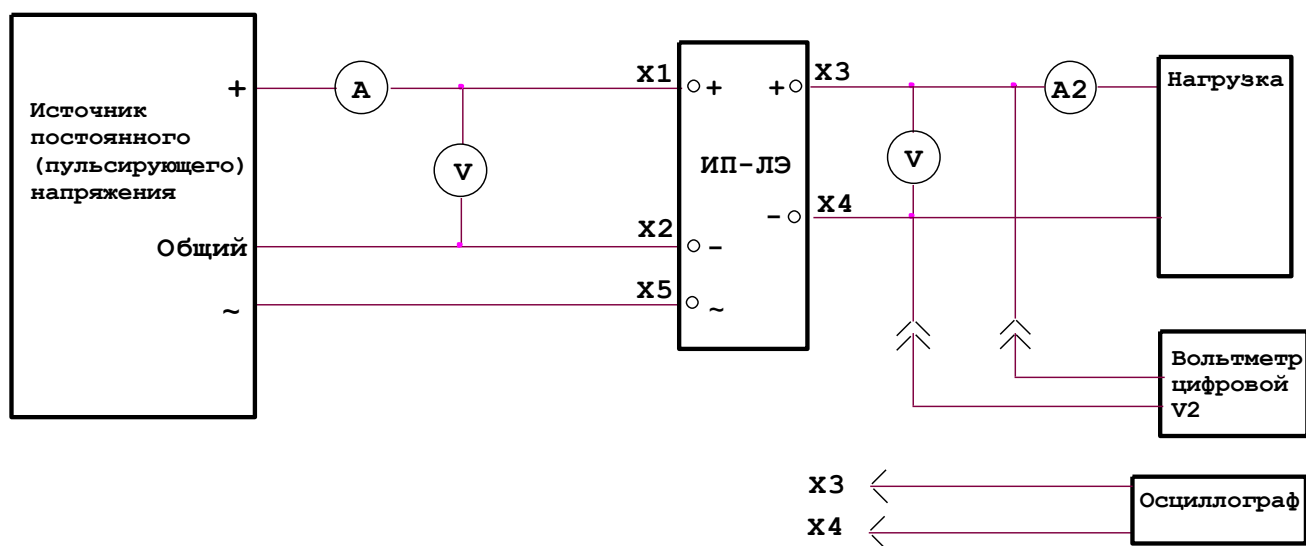 Источник
постоянного
(пульсирующего)
напряжения
+
Общий
~
A
V
X1
X2
X5
+
-
~
ИП-ЛЭ
+
-
X3
X4
V
A2
Нагрузка
Вольтметр
цифровой
V2
X3
X4
Осциллограф